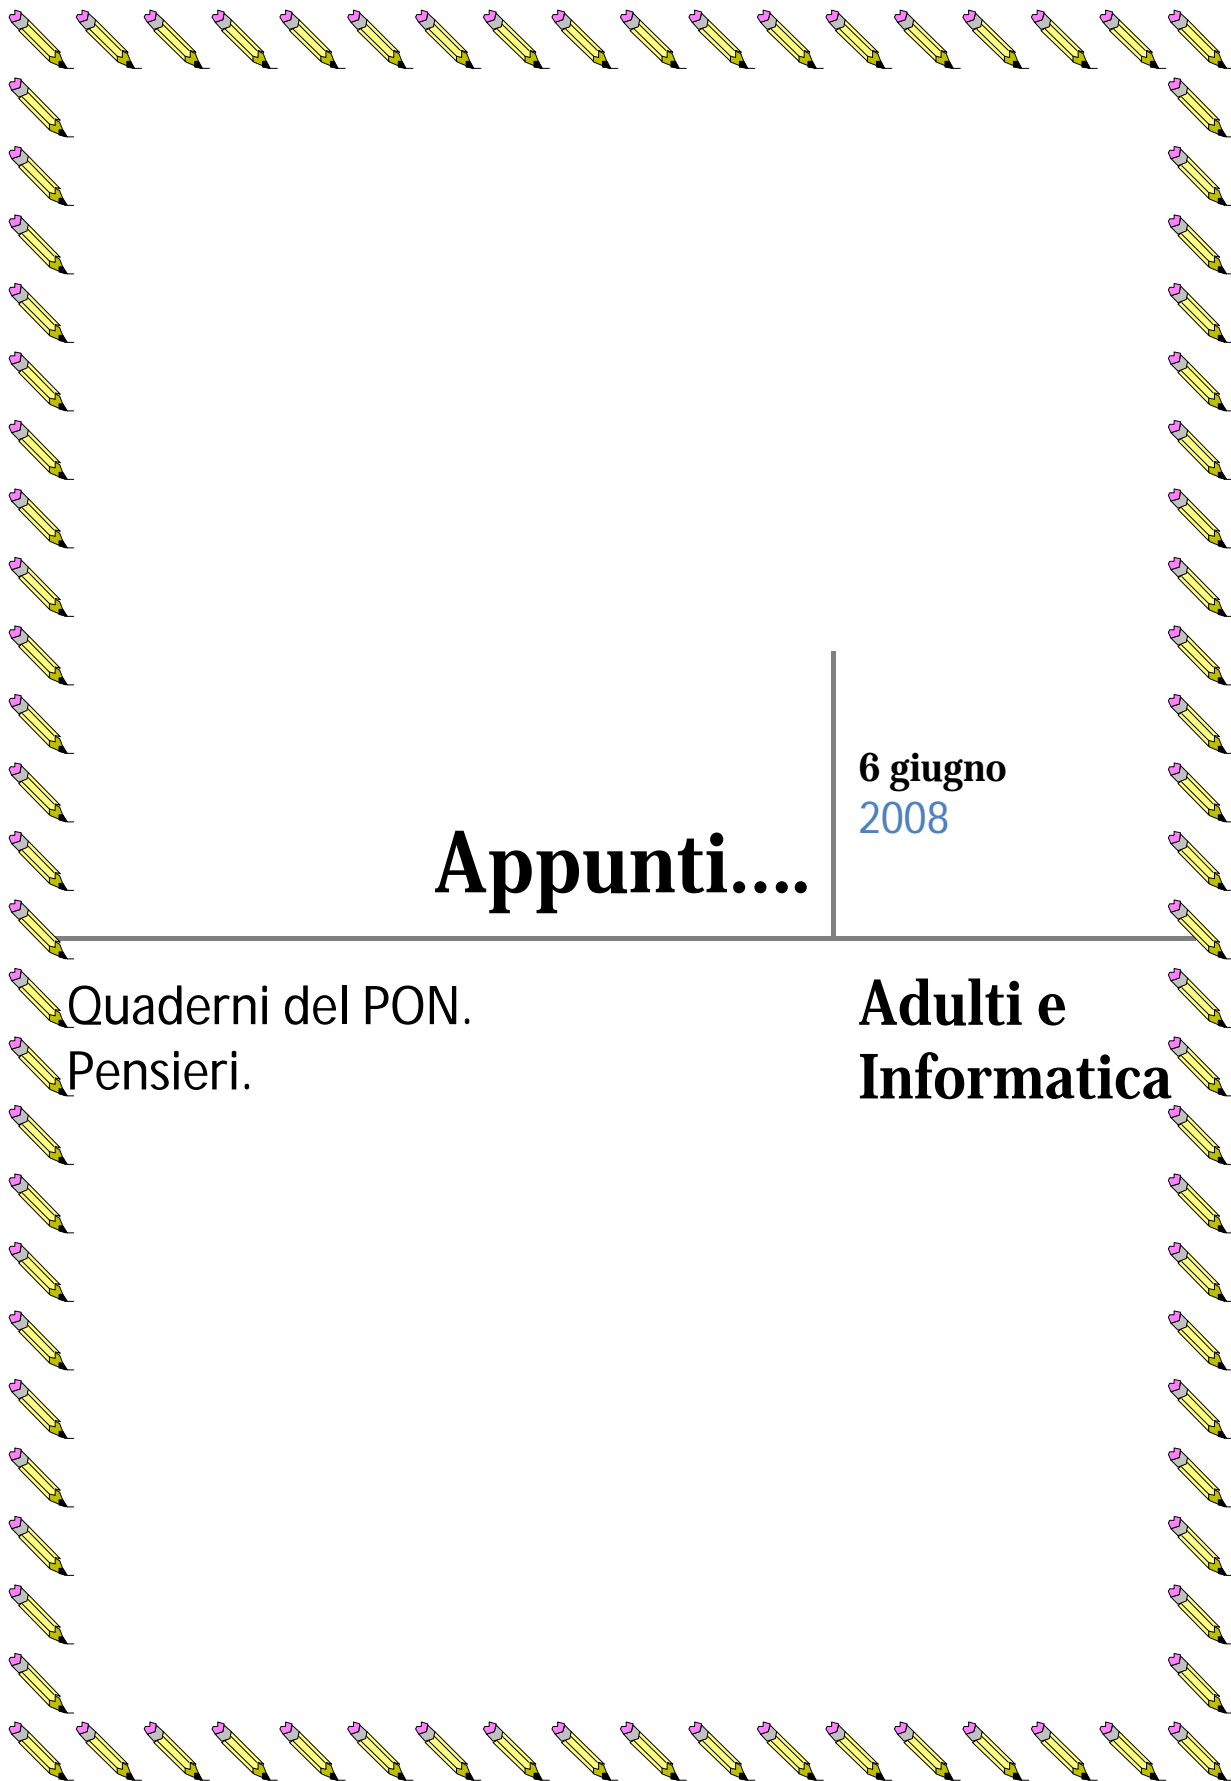 6 giugno
2008
Appunti....
Quaderni del PON.
Pensieri.
Adulti e
Informatica